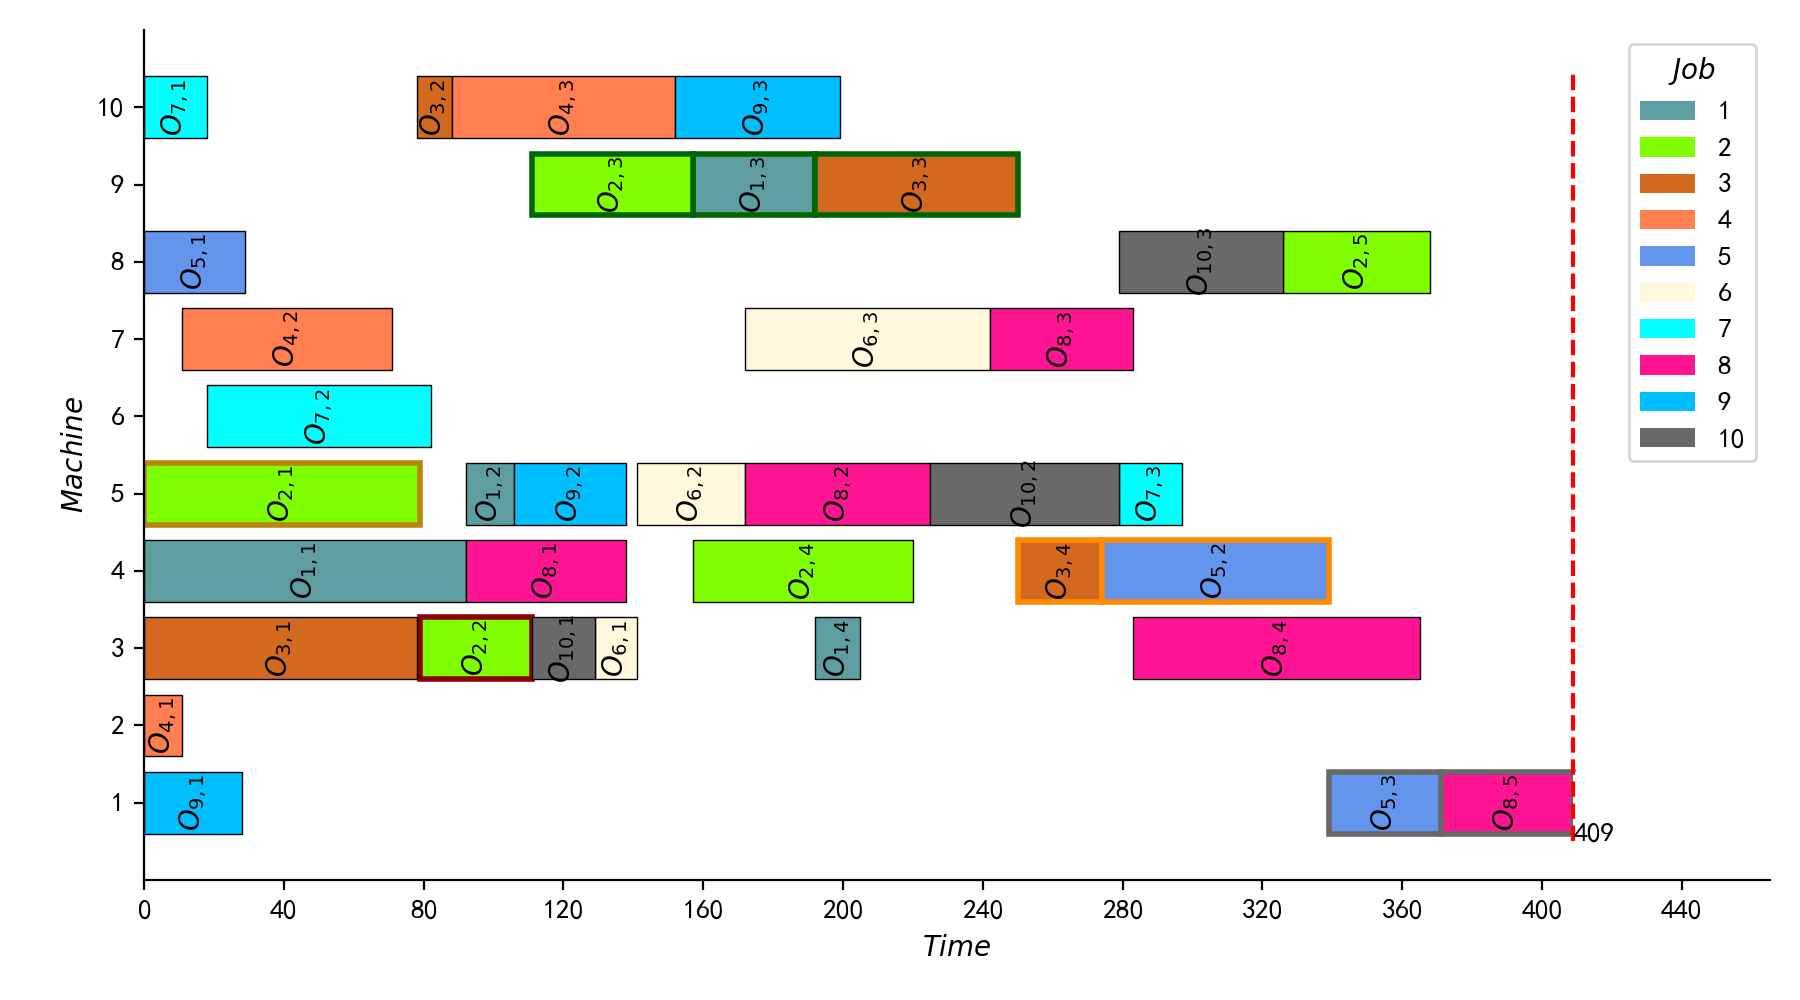 Machine
10
9
8
7
6
5
4
3
2
1
O7,1
O3,2
O4,3
O9,3
O2,3
O1,3
O3,3
O5,1
O10,3
O2,5
O4,2
O6,3
O8,3
O7,2
O2,1
O1,2
O9,2
O6,2
O8,2
O10,2
O7,3
O1,1
O8,1
O2,4
O3,4
O5,2
O3,1
O2,2
O10,1
O6,1
O1,4
O8,4
O4,1
O9,1
O5,3
O8,5
409
0 40 80 120 160 200 240 280 320 360 400 440
Time
Job
1
2
3
4
5
6
7
8
9
10